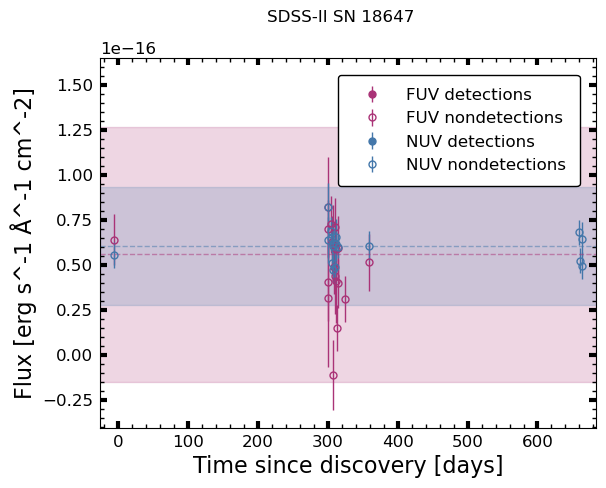 SDSS-II SN 18647
1e−16
1.50
1.25
1.00
0.75
0.50
0.25
0.00
−0.25
Flux [erg s^-1 Å^-1 cm^-2]
FUV detections
FUV nondetections
NUV detections
NUV nondetections
0 100 200 300 400 500 600
Time since discovery [days]